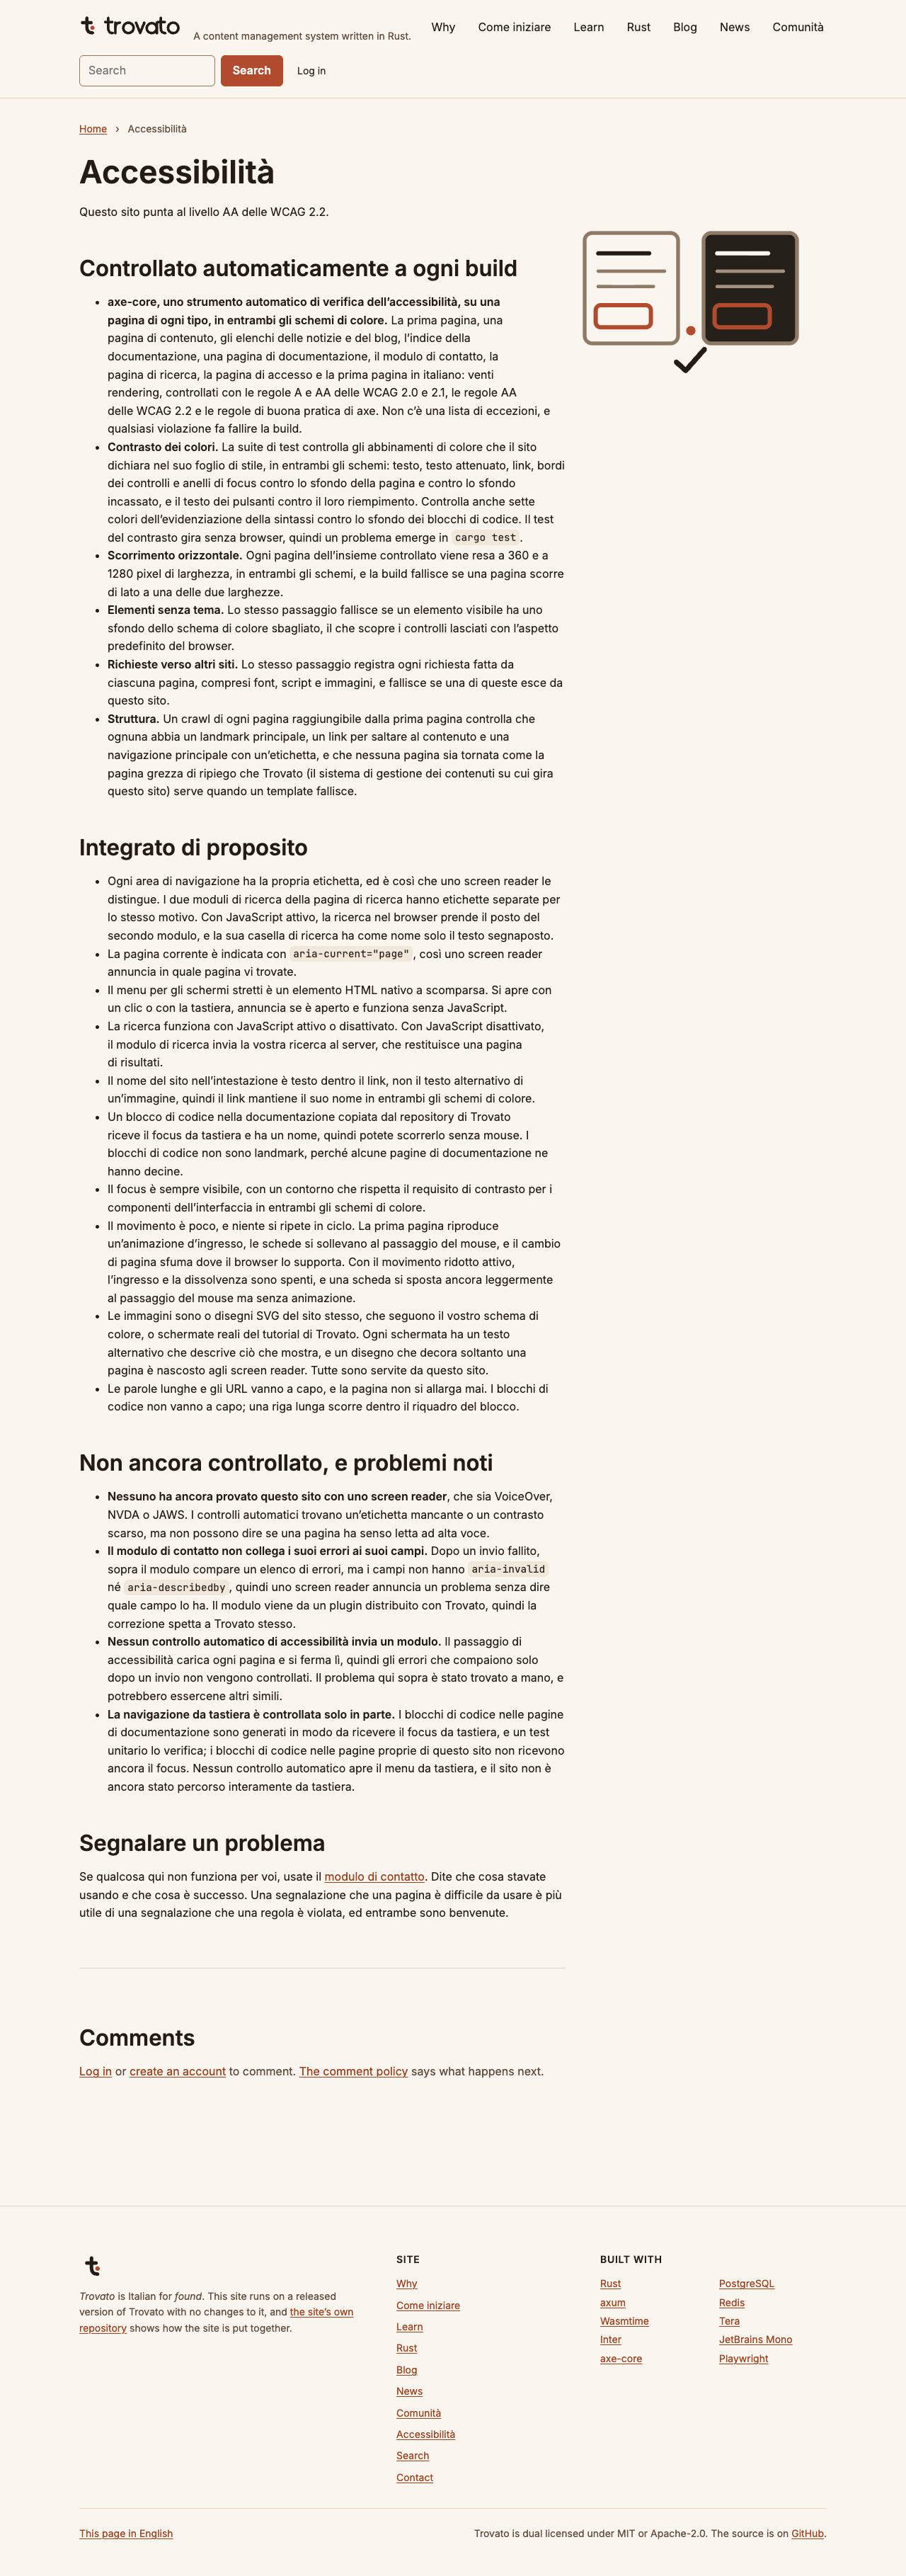 trovato
A content management system written in Rust.
Why
Come iniziare
Learn
Rust
Blog
News
Comunità
Search
Search
Log in
Home › Accessibilità
Accessibilità
Questo sito punta al livello AA delle WCAG 2.2.
Controllato automaticamente a ogni build
• axe-core, uno strumento automatico di verifica dell’accessibilità, su una
pagina di ogni tipo, in entrambi gli schemi di colore. La prima pagina, una
pagina di contenuto, gli elenchi delle notizie e del blog, l’indice della
documentazione, una pagina di documentazione, il modulo di contatto, la
pagina di ricerca, la pagina di accesso e la prima pagina in italiano: venti
rendering, controllati con le regole A e AA delle WCAG 2.0 e 2.1, le regole AA
delle WCAG 2.2 e le regole di buona pratica di axe. Non c’è una lista di eccezioni, e
qualsiasi violazione fa fallire la build.
• Contrasto dei colori. La suite di test controlla gli abbinamenti di colore che il sito
dichiara nel suo foglio di stile, in entrambi gli schemi: testo, testo attenuato, link, bordi
dei controlli e anelli di focus contro lo sfondo della pagina e contro lo sfondo
incassato, e il testo dei pulsanti contro il loro riempimento. Controlla anche sette
colori dell’evidenziazione della sintassi contro lo sfondo dei blocchi di codice. Il test
del contrasto gira senza browser, quindi un problema emerge in cargo test.
• Scorrimento orizzontale. Ogni pagina dell’insieme controllato viene resa a 360 e a
1280 pixel di larghezza, in entrambi gli schemi, e la build fallisce se una pagina scorre
di lato a una delle due larghezze.
• Elementi senza tema. Lo stesso passaggio fallisce se un elemento visibile ha uno
sfondo dello schema di colore sbagliato, il che scopre i controlli lasciati con l’aspetto
predefinito del browser.
• Richieste verso altri siti. Lo stesso passaggio registra ogni richiesta fatta da
ciascuna pagina, compresi font, script e immagini, e fallisce se una di queste esce da
questo sito.
• Struttura. Un crawl di ogni pagina raggiungibile dalla prima pagina controlla che
ognuna abbia un landmark principale, un link per saltare al contenuto e una
navigazione principale con un’etichetta, e che nessuna pagina sia tornata come la
pagina grezza di ripiego che Trovato (il sistema di gestione dei contenuti su cui gira
questo sito) serve quando un template fallisce.
Integrato di proposito
• Ogni area di navigazione ha la propria etichetta, ed è così che uno screen reader le
distingue. I due moduli di ricerca della pagina di ricerca hanno etichette separate per
lo stesso motivo. Con JavaScript attivo, la ricerca nel browser prende il posto del
secondo modulo, e la sua casella di ricerca ha come nome solo il testo segnaposto.
• La pagina corrente è indicata con aria-current="page", così uno screen reader
annuncia in quale pagina vi trovate.
• Il menu per gli schermi stretti è un elemento HTML nativo a scomparsa. Si apre con
un clic o con la tastiera, annuncia se è aperto e funziona senza JavaScript.
• La ricerca funziona con JavaScript attivo o disattivato. Con JavaScript disattivato,
il modulo di ricerca invia la vostra ricerca al server, che restituisce una pagina
di risultati.
• Il nome del sito nell’intestazione è testo dentro il link, non il testo alternativo di
un’immagine, quindi il link mantiene il suo nome in entrambi gli schemi di colore.
• Un blocco di codice nella documentazione copiata dal repository di Trovato
riceve il focus da tastiera e ha un nome, quindi potete scorrerlo senza mouse. I
blocchi di codice non sono landmark, perché alcune pagine di documentazione ne
hanno decine.
• Il focus è sempre visibile, con un contorno che rispetta il requisito di contrasto per i
componenti dell’interfaccia in entrambi gli schemi di colore.
• Il movimento è poco, e niente si ripete in ciclo. La prima pagina riproduce
un’animazione d’ingresso, le schede si sollevano al passaggio del mouse, e il cambio
di pagina sfuma dove il browser lo supporta. Con il movimento ridotto attivo,
l’ingresso e la dissolvenza sono spenti, e una scheda si sposta ancora leggermente
al passaggio del mouse ma senza animazione.
• Le immagini sono o disegni SVG del sito stesso, che seguono il vostro schema di
colore, o schermate reali del tutorial di Trovato. Ogni schermata ha un testo
alternativo che descrive ciò che mostra, e un disegno che decora soltanto una
pagina è nascosto agli screen reader. Tutte sono servite da questo sito.
• Le parole lunghe e gli URL vanno a capo, e la pagina non si allarga mai. I blocchi di
codice non vanno a capo; una riga lunga scorre dentro il riquadro del blocco.
Non ancora controllato, e problemi noti
• Nessuno ha ancora provato questo sito con uno screen reader, che sia VoiceOver,
NVDA o JAWS. I controlli automatici trovano un’etichetta mancante o un contrasto
scarso, ma non possono dire se una pagina ha senso letta ad alta voce.
• Il modulo di contatto non collega i suoi errori ai suoi campi. Dopo un invio fallito,
sopra il modulo compare un elenco di errori, ma i campi non hanno aria-invalid
né aria-describedby, quindi uno screen reader annuncia un problema senza dire
quale campo lo ha. Il modulo viene da un plugin distribuito con Trovato, quindi la
correzione spetta a Trovato stesso.
• Nessun controllo automatico di accessibilità invia un modulo. Il passaggio di
accessibilità carica ogni pagina e si ferma lì, quindi gli errori che compaiono solo
dopo un invio non vengono controllati. Il problema qui sopra è stato trovato a mano, e
potrebbero essercene altri simili.
• La navigazione da tastiera è controllata solo in parte. I blocchi di codice nelle pagine
di documentazione sono generati in modo da ricevere il focus da tastiera, e un test
unitario lo verifica; i blocchi di codice nelle pagine proprie di questo sito non ricevono
ancora il focus. Nessun controllo automatico apre il menu da tastiera, e il sito non è
ancora stato percorso interamente da tastiera.
Segnalare un problema
Se qualcosa qui non funziona per voi, usate il modulo di contatto. Dite che cosa stavate
usando e che cosa è successo. Una segnalazione che una pagina è difficile da usare è più
utile di una segnalazione che una regola è violata, ed entrambe sono benvenute.
Comments
Log in or create an account to comment. The comment policy says what happens next.
Trovato is Italian for found. This site runs on a released
version of Trovato with no changes to it, and the site’s own
repository shows how the site is put together.
SITE
Why
Come iniziare
Learn
Rust
Blog
News
Comunità
Accessibilità
Search
Contact
BUILT WITH
Rust
axum
Wasmtime
Inter
axe-core
PostgreSQL
Redis
Tera
JetBrains Mono
Playwright
This page in English
Trovato is dual licensed under MIT or Apache-2.0. The source is on GitHub.